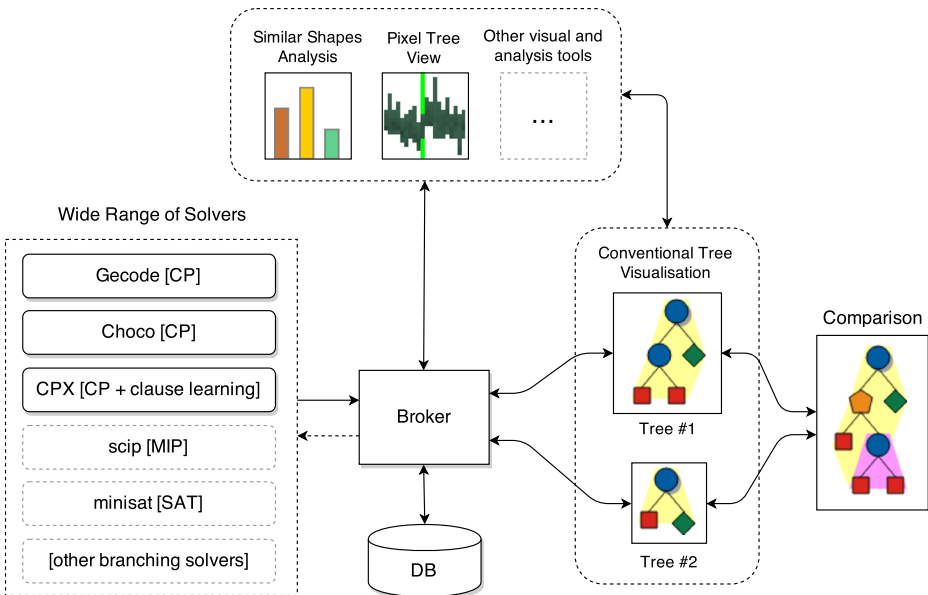 Similar Shapes
Analysis
Pixel Tree
View
Other visual and
analysis tools
...
Wide Range of Solvers
Gecode [CP]
Choco [CP]
CPX [CP + clause learning]
scip [MIP]
minisat [SAT]
[other branching solvers]
Broker
DB
Conventional Tree
Visualisation
Tree #1
Tree #2
Comparison